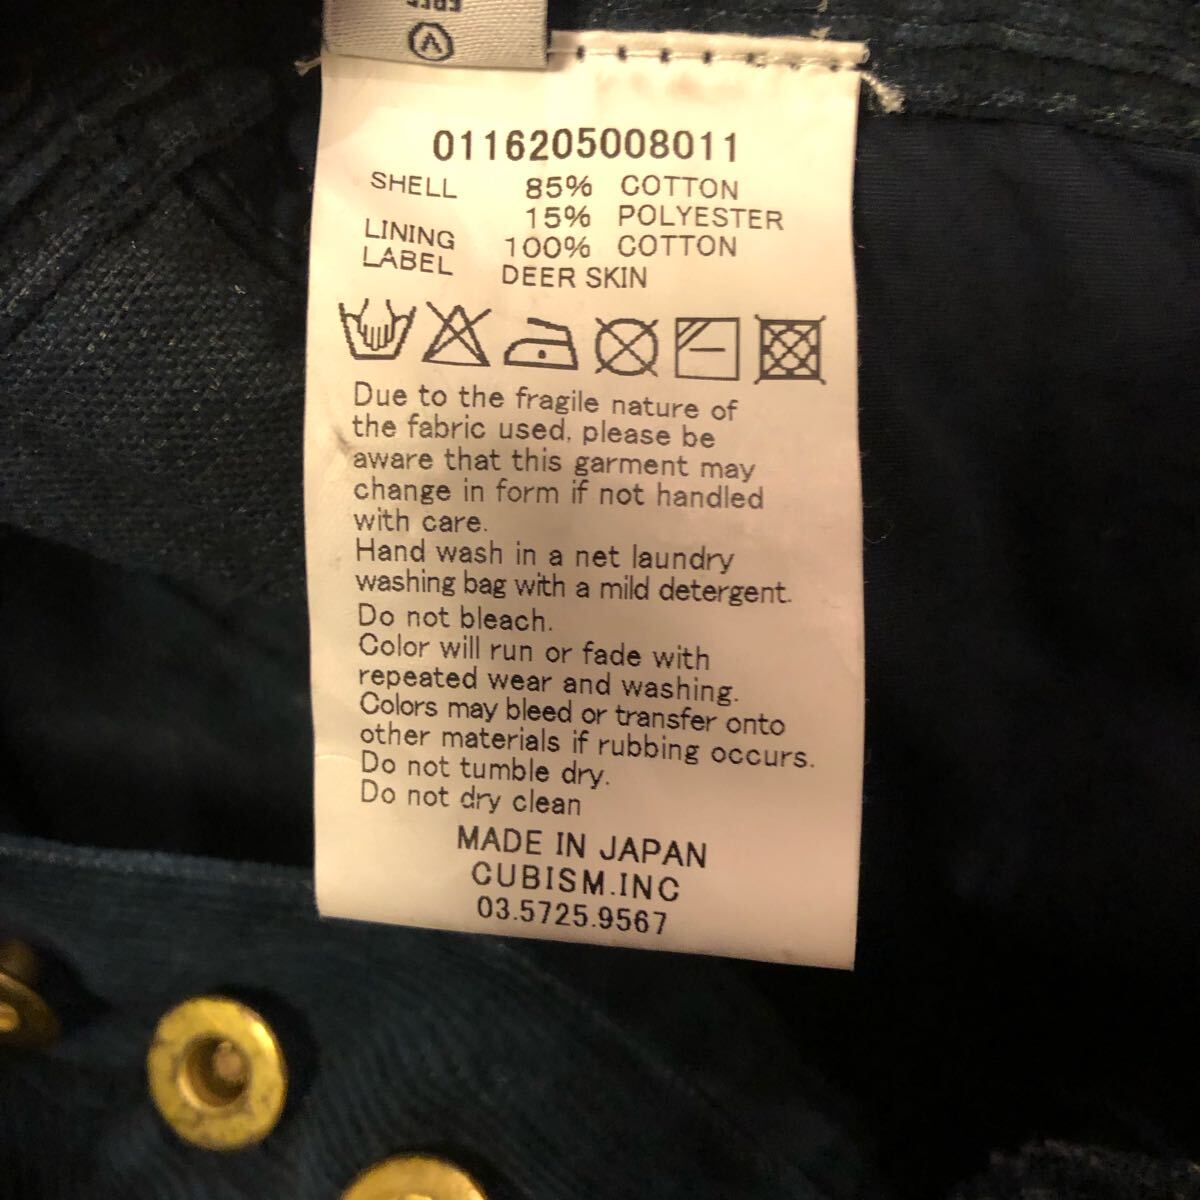 0116205008011
SHELL 85% COTTON
15% POLYESTER
LINING 100% COTTON
LABEL DEER SKIN
Due to the fragile nature of
the fabric used, please be
aware that this garment may
change in form if not handled
with care.
Hand wash in a net laundry
washing bag with a mild detergent.
Do not bleach.
Color will run or fade with
repeated wear and washing.
Colors may bleed or transfer onto
other materials if rubbing occurs.
Do not tumble dry.
Do not dry clean
MADE IN JAPAN
CUBISM.INC
03.5725.9567